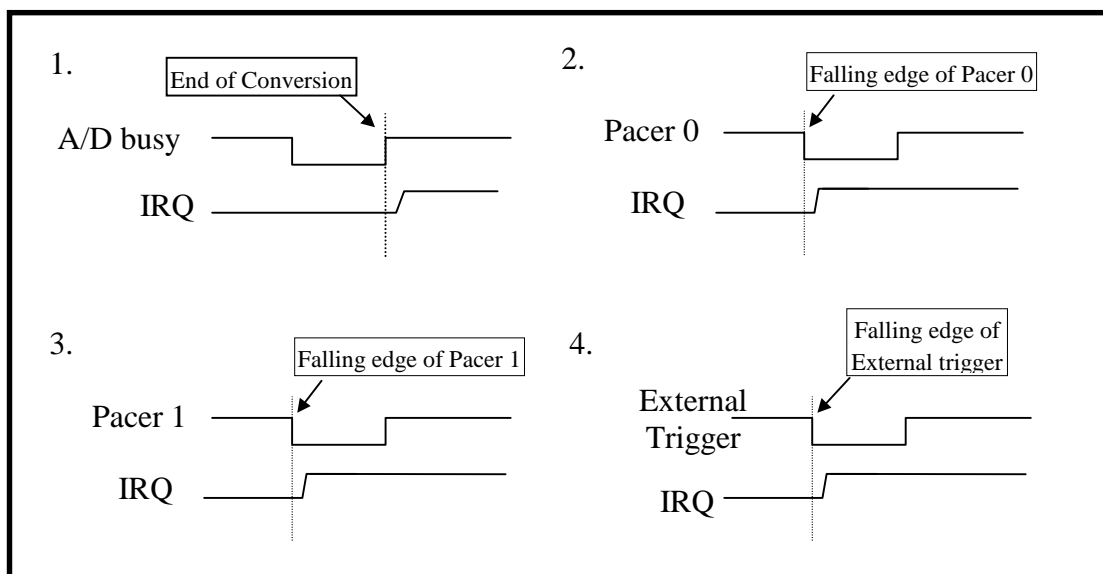 1.
End of Conversion
A/D busy
IRQ
2.
Falling edge of Pacer 0
Pacer 0
IRQ
3.
Falling edge of Pacer 1
Pacer 1
IRQ
4.
Falling edge of
External trigger
External
Trigger
IRQ